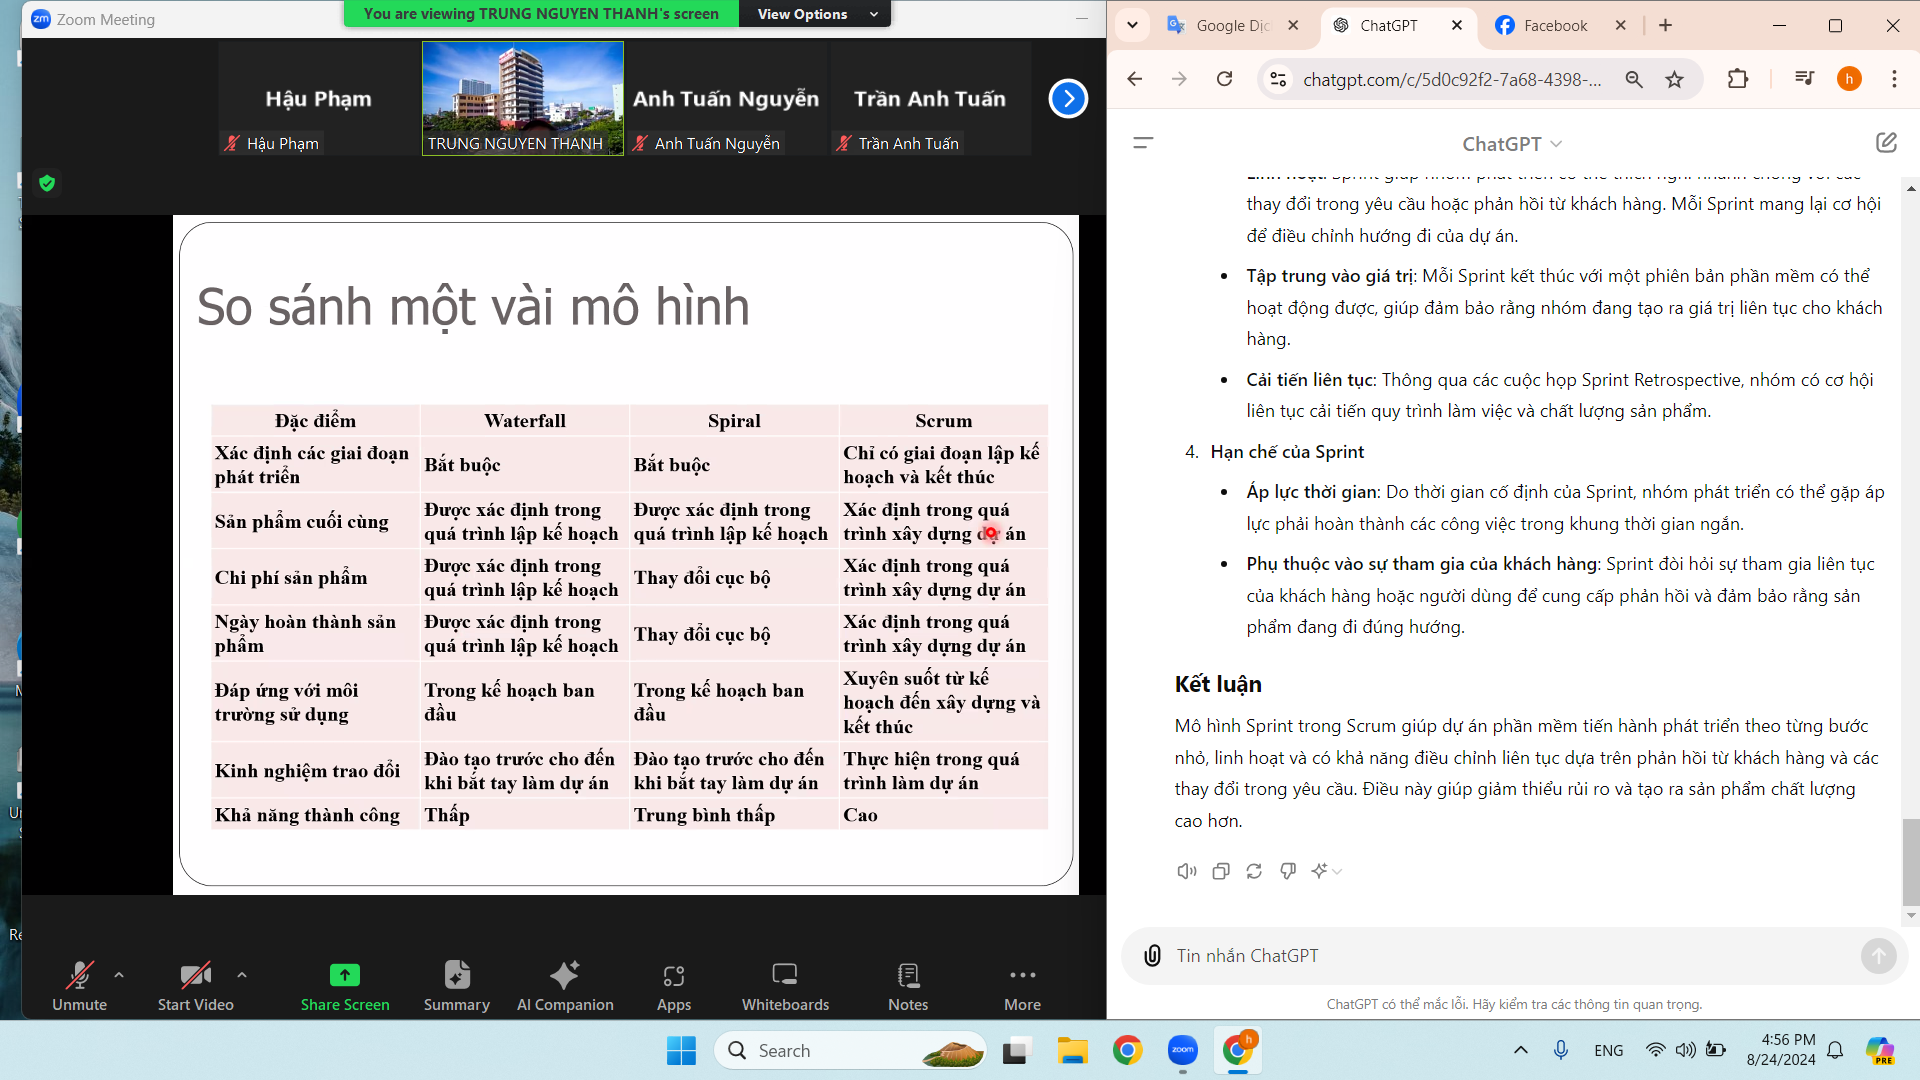 Zoom Meeting
You are viewing TRUNG NGUYEN THANH's screen
View Options
Hậu Phạm
Anh Tuấn Nguyễn
Trần Anh Tuấn
Hậu Phạm
TRUNG NGUYEN THANH
Anh Tuấn Nguyễn
Trần Anh Tuấn
So sánh một vài mô hình
Đặc điểm Waterfall Spiral Scrum
Xác định các giai đoạn phát triển Bắt buộc Bắt buộc Chỉ có giai đoạn lập kế hoạch và kết thúc
Sản phẩm cuối cùng Được xác định trong quá trình lập kế hoạch Được xác định trong quá trình lập kế hoạch Xác định trong quá trình xây dựng dự án
Chi phí sản phẩm Được xác định trong quá trình lập kế hoạch Thay đổi cục bộ Xác định trong quá trình xây dựng dự án
Ngày hoàn thành sản phẩm Được xác định trong quá trình lập kế hoạch Thay đổi cục bộ Xác định trong quá trình xây dựng dự án
Đáp ứng với môi trường sử dụng Trong kế hoạch ban đầu Trong kế hoạch ban đầu Xuyên suốt từ kế hoạch đến xây dựng và kết thúc
Kinh nghiệm trao đổi Đào tạo trước cho đến khi bắt tay làm dự án Đào tạo trước cho đến khi bắt tay làm dự án Thực hiện trong quá trình làm dự án
Khả năng thành công Thấp Trung bình thấp Cao
Unmute
Start Video
Share Screen
Summary
AI Companion
Apps
Whiteboards
Notes
More
Google Dịc
ChatGPT
Facebook
chatgpt.com/c/5d0c92f2-7a68-4398-...
h
ChatGPT
Linh hoạt: Sprint giúp nhóm phát triển có thể thích nghi nhanh chóng với các
thay đổi trong yêu cầu hoặc phản hồi từ khách hàng. Mỗi Sprint mang lại cơ hội
để điều chỉnh hướng đi của dự án.
• Tập trung vào giá trị: Mỗi Sprint kết thúc với một phiên bản phần mềm có thể
hoạt động được, giúp đảm bảo rằng nhóm đang tạo ra giá trị liên tục cho khách
hàng.
• Cải tiến liên tục: Thông qua các cuộc họp Sprint Retrospective, nhóm có cơ hội
liên tục cải tiến quy trình làm việc và chất lượng sản phẩm.
4. Hạn chế của Sprint
• Áp lực thời gian: Do thời gian cố định của Sprint, nhóm phát triển có thể gặp áp
lực phải hoàn thành các công việc trong khung thời gian ngắn.
• Phụ thuộc vào sự tham gia của khách hàng: Sprint đòi hỏi sự tham gia liên tục
của khách hàng hoặc người dùng để cung cấp phản hồi và đảm bảo rằng sản
phẩm đang đi đúng hướng.
Kết luận
Mô hình Sprint trong Scrum giúp dự án phần mềm tiến hành phát triển theo từng bước
nhỏ, linh hoạt và có khả năng điều chỉnh liên tục dựa trên phản hồi từ khách hàng và các
thay đổi trong yêu cầu. Điều này giúp giảm thiểu rủi ro và tạo ra sản phẩm chất lượng
cao hơn.
Tin nhắn ChatGPT
ChatGPT có thể mắc lỗi. Hãy kiểm tra các thông tin quan trọng.
Search
zoom
h
ENG
4:56 PM
8/24/2024
PRE